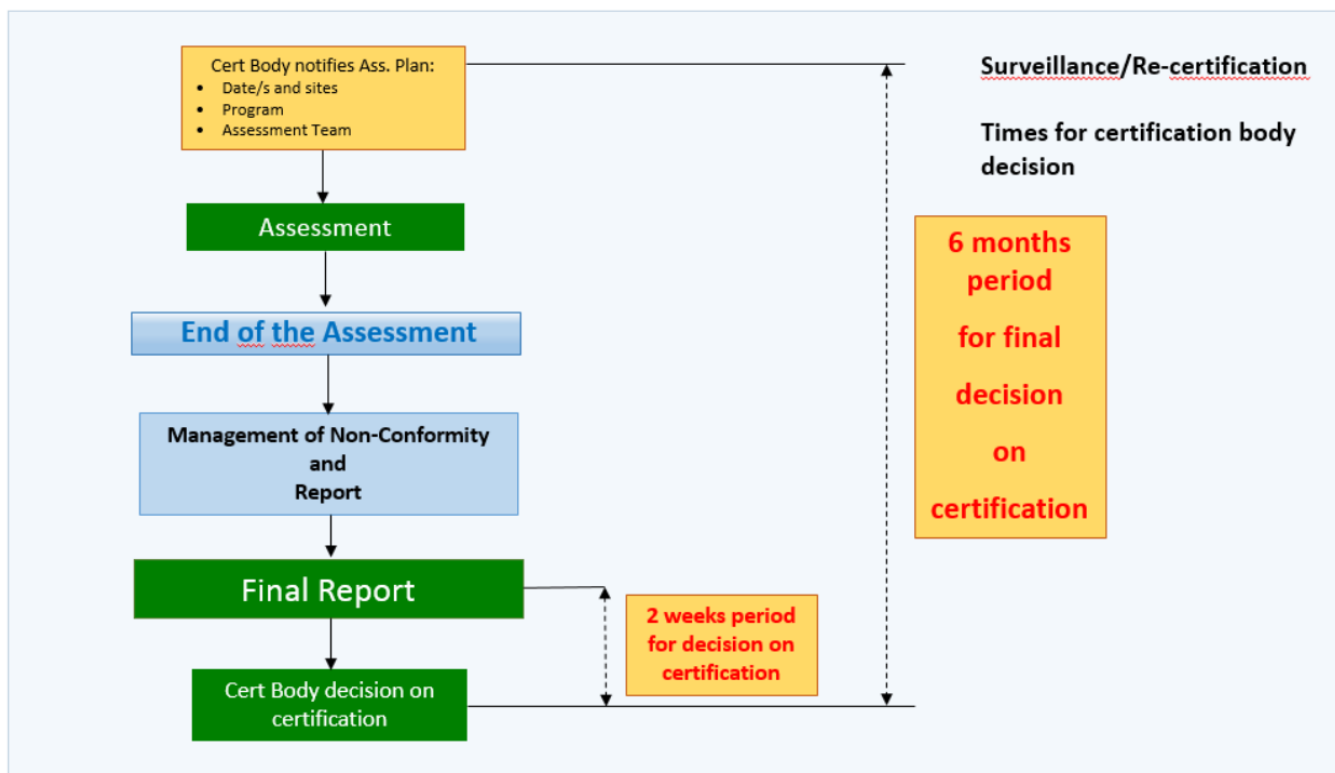 Cert Body notifies Ass. Plan:
• Date/s and sites
• Program
• Assessment Team
Surveillance/Re-certification
Times for certification body
decision
Assessment
6 months
period
for final
decision
on
certification
End of the Assessment
Management of Non-Conformity
and
Report
Final Report
2 weeks period
for decision on
certification
Cert Body decision on
certification